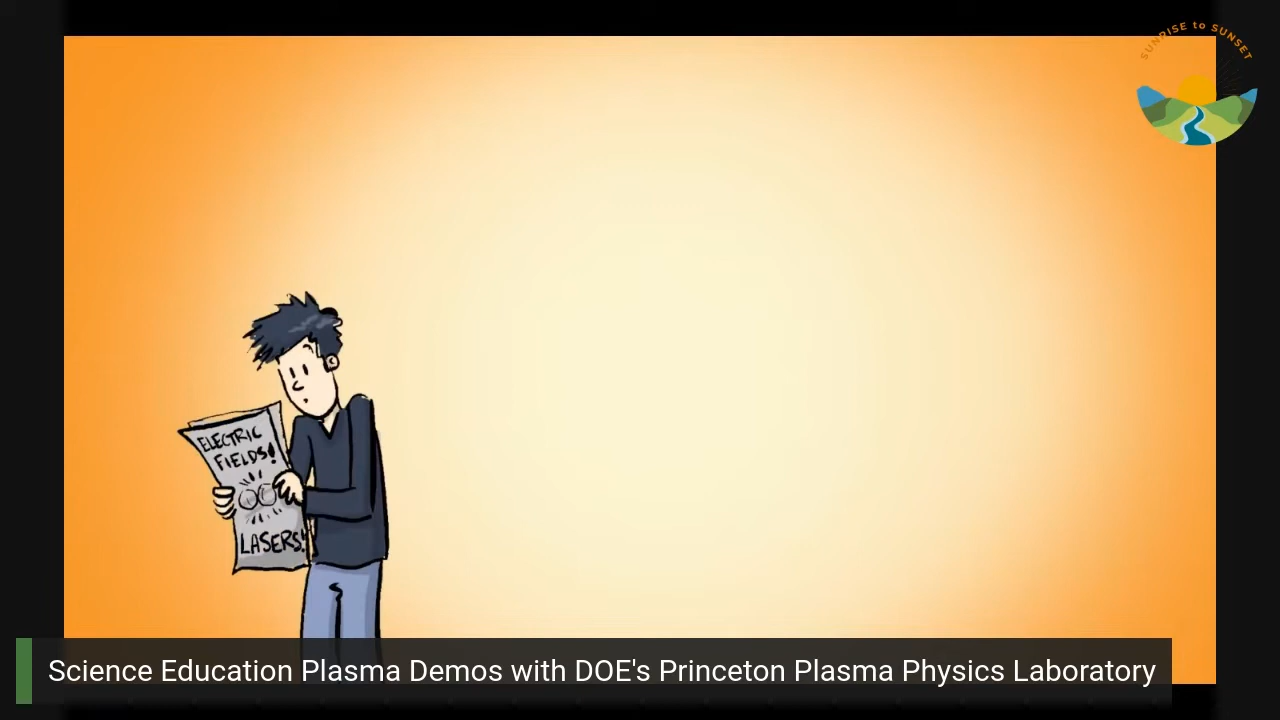 SUNRISE to SUNSET
ELECTRIC
FIELDS!
LASERS!
Science Education Plasma Demos with DOE's Princeton Plasma Physics Laboratory